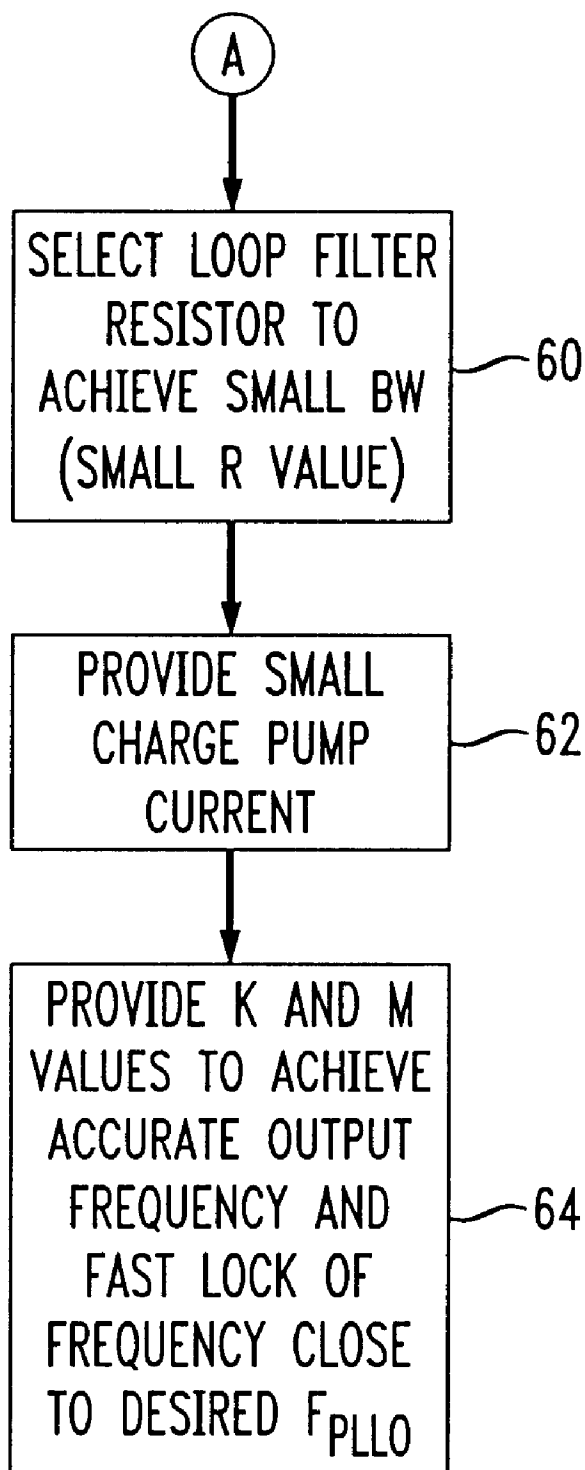 A
SELECT LOOP FILTER
RESISTOR TO
ACHIEVE SMALL BW
(SMALL R VALUE)
60
PROVIDE SMALL
CHARGE PUMP
CURRENT
62
PROVIDE K AND M
VALUES TO ACHIEVE
ACCURATE OUTPUT
FREQUENCY AND
FAST LOCK OF
FREQUENCY CLOSE
TO DESIRED FPLLO
64